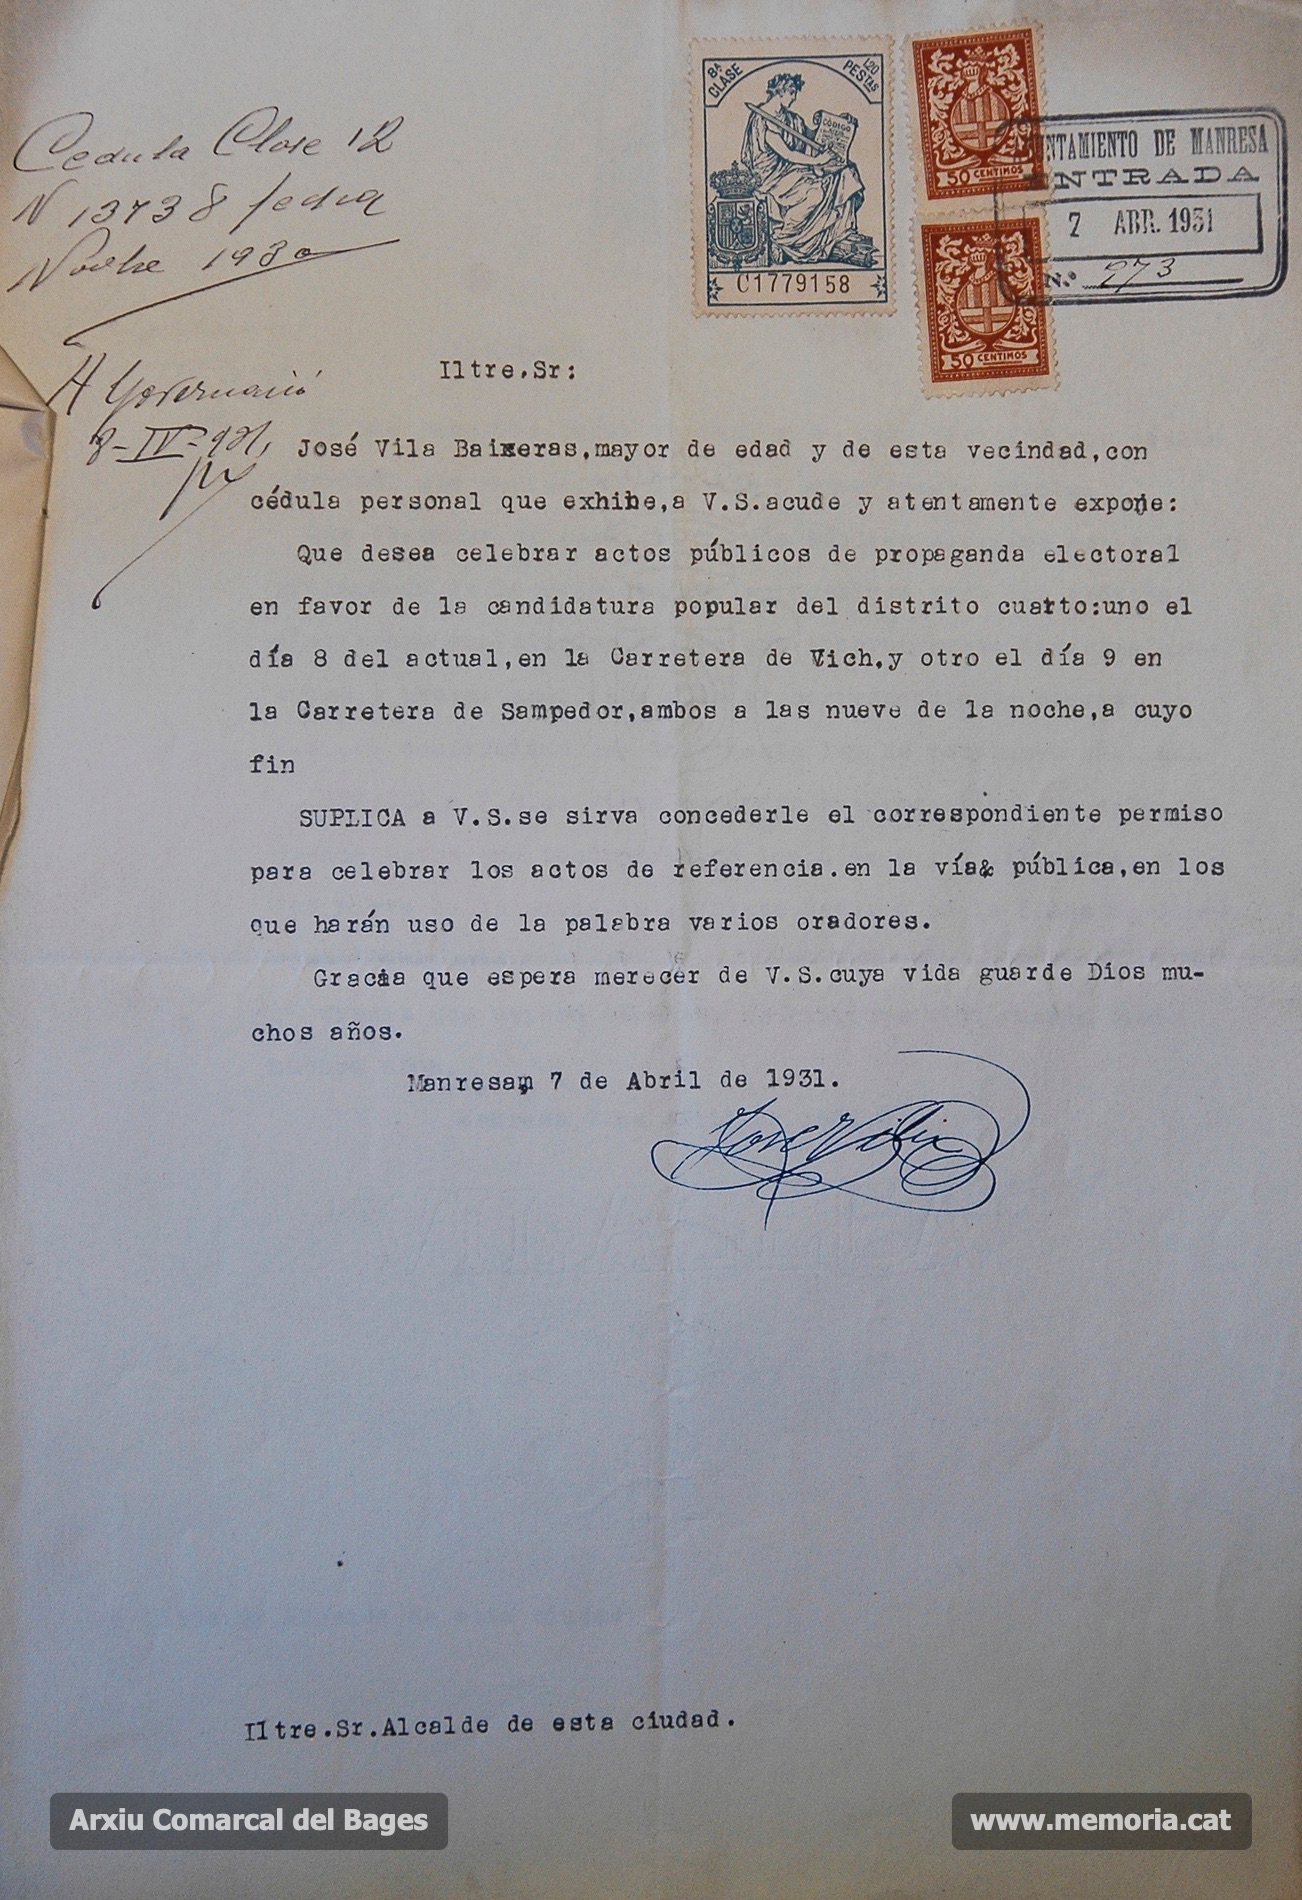 8ª CLASE
1,20 PESTAS
CÓDIGO
C1779158
50 CENTIMOS
50 CENTIMOS
AYUNTAMIENTO DE MANRESA
ENTRADA
7 ABR. 1931
N.º 273
Cedula Clase 12
N 13738 fecha
Novbre 1930
A Governació
8-IV-931,
Iltre.Sr:
José Vila Baixeras,mayor de edad y de esta vecindad,con
cédula personal que exhibe,a V.S.acude y atentamente expone:
Que desea celebrar actos públicos de propaganda electoral
en favor de la candidatura popular del distrito cuarto:uno el
día 8 del actual,en la Carretera de Vich,y otro el día 9 en
la Carretera de Sampedor,ambos a las nueve de la noche,a cuyo
fin
SUPLICA a V.S.se sirva concederle el correspondiente permiso
para celebrar los actos de referencia.en la vía& pública,en los
que harán uso de la palabra varios oradores.
Gracia que espera merecer de V.S.cuya vida guarde Dios mu-
chos años.
Manresa, 7 de Abril de 1931.
Jose Vila
Iltre.Sr.Alcalde de esta ciudad.
Arxiu Comarcal del Bages
www.memoria.cat